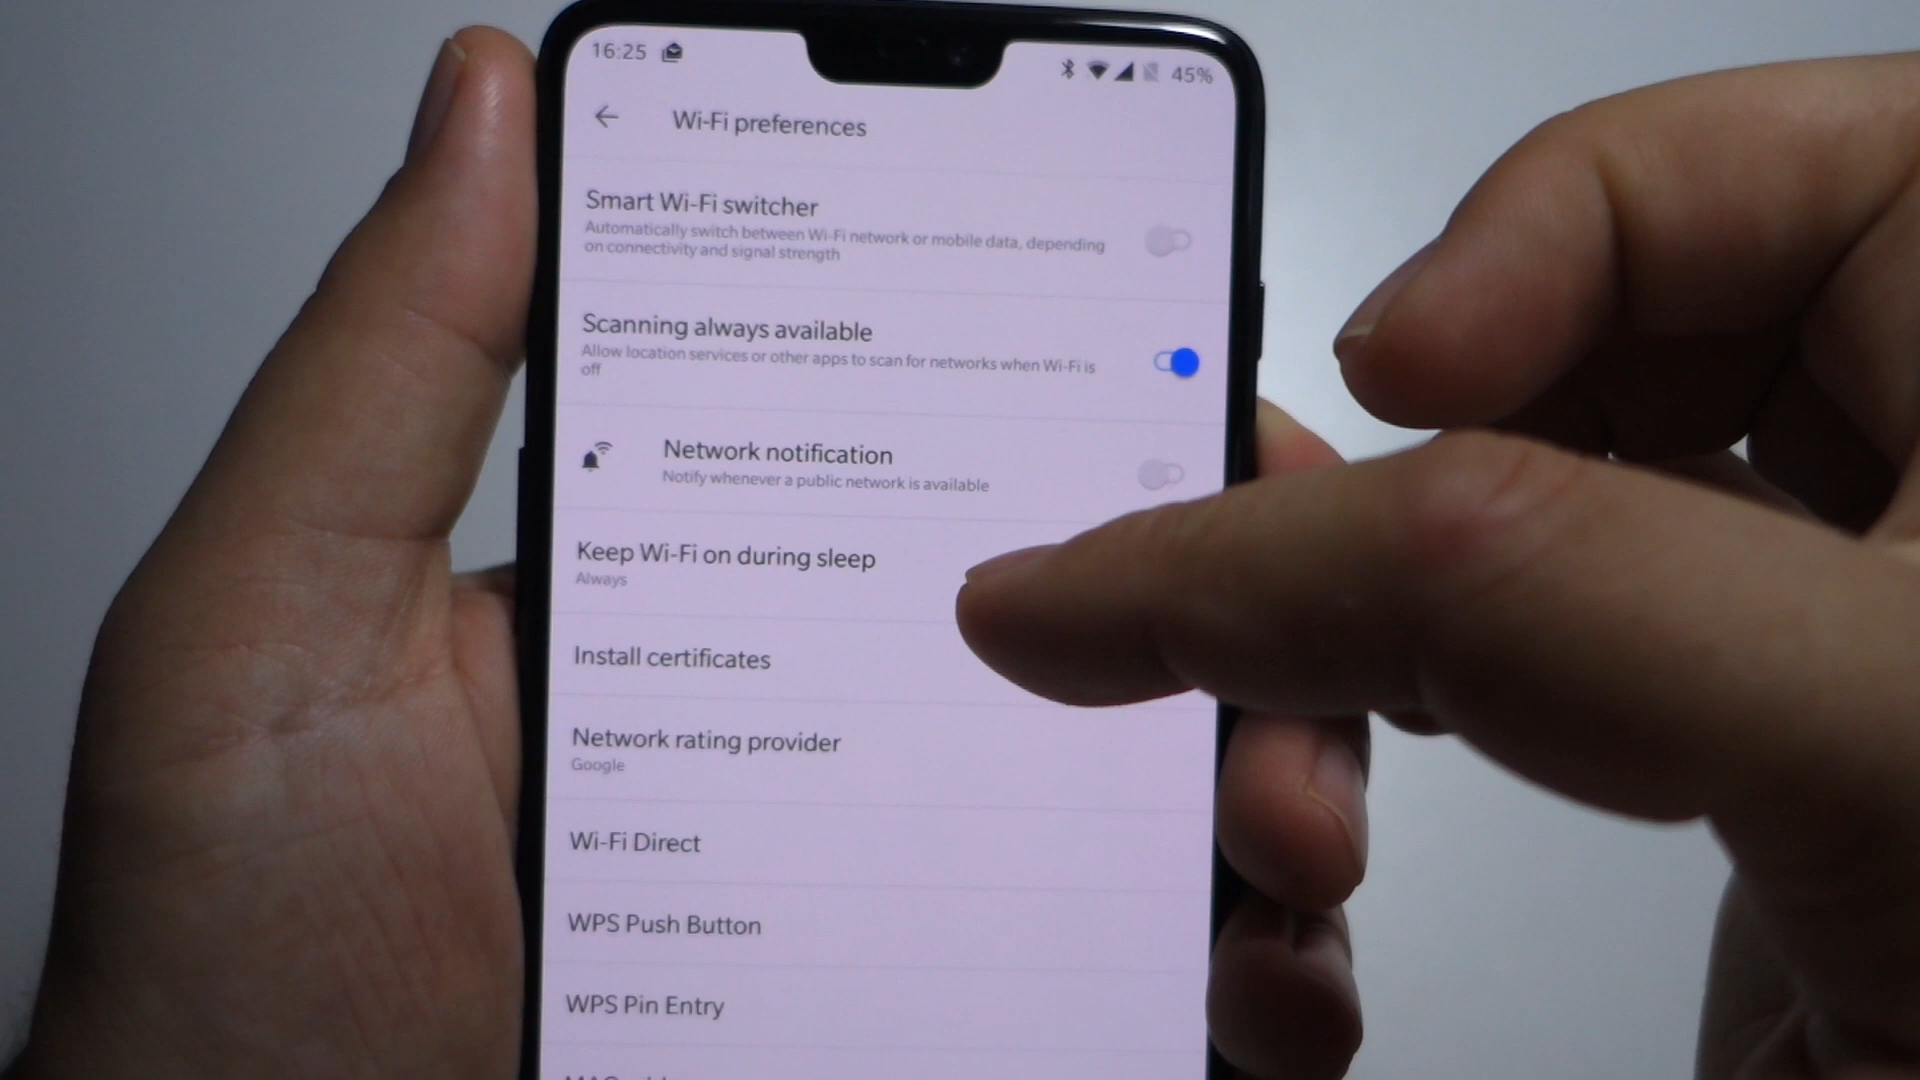 16:25
45%
Wi-Fi preferences
Smart Wi-Fi switcher
Automatically switch between Wi-Fi network or mobile data, depending
on connectivity and signal strength
Scanning always available
Allow location services or other apps to scan for networks when Wi-Fi is
off
Network notification
Notify whenever a public network is available
Keep Wi-Fi on during sleep
Always
Install certificates
Network rating provider
Google
Wi-Fi Direct
WPS Push Button
WPS Pin Entry